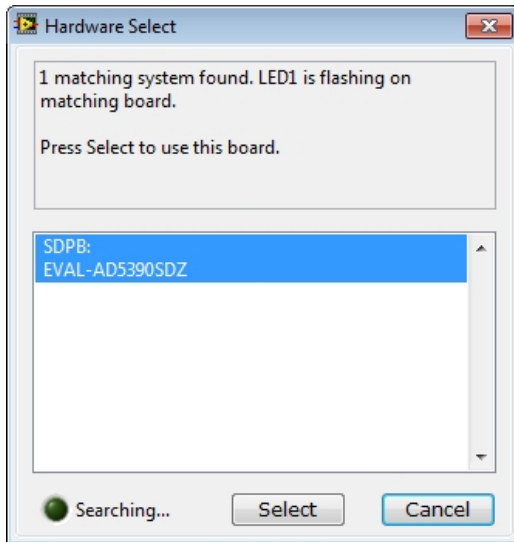 Hardware Select
1 matching system found. LED1 is flashing on
matching board.
Press Select to use this board.
SDPB:
EVAL-AD5390SDZ
Searching...
Select
Cancel